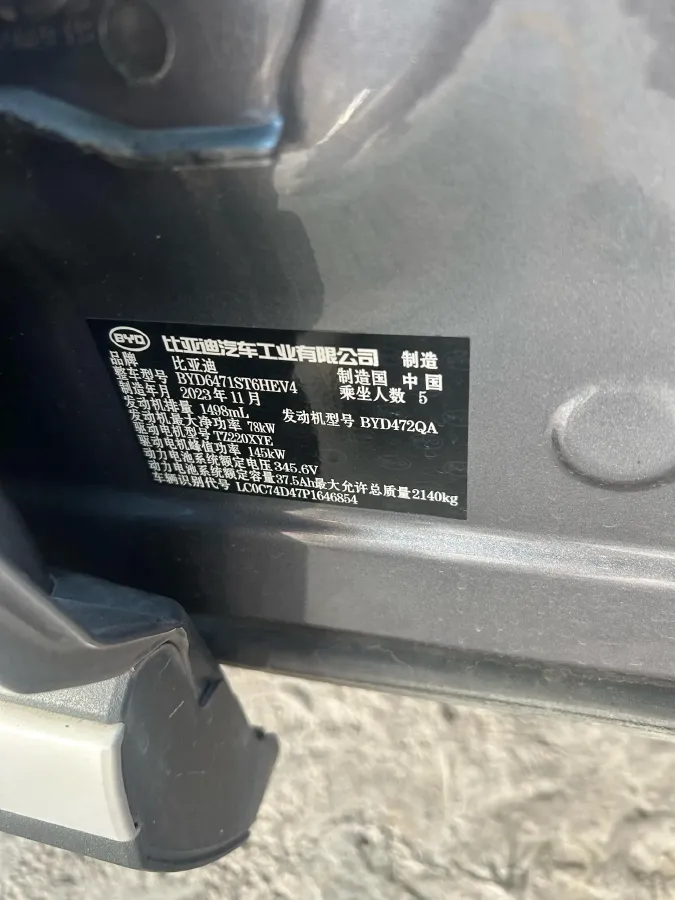 BYD 比亚迪汽车工业有限公司 制造
品牌 比亚迪
整车型号 BYD6471ST6HEV4 制造国 中国
制造年月 2023年11月 乘坐人数 5
发动机排量 1498mL 发动机型号 BYD472QA
发动机最大净功率 78kW
驱动电机型号 TZ220XYE
驱动电机峰值功率 145kW
动力电池系统额定电压 345.6V
动力电池系统额定容量 37.5Ah 最大允许总质量 2140kg
车辆识别代号 LC0C74D47P1646854